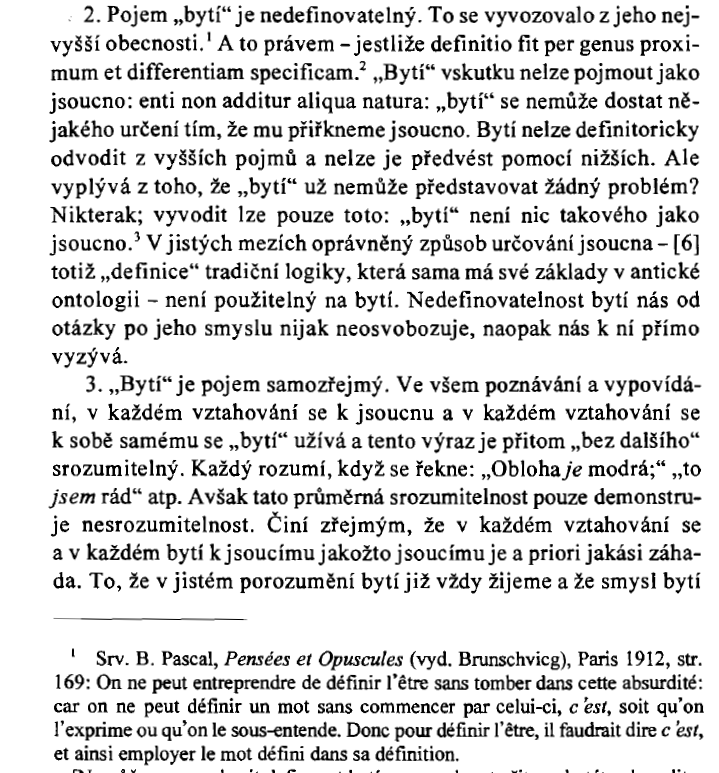 2. Pojem „bytí“ je nedefinovatelný. To se vyvozovalo z jeho nej-
vyšší obecnosti.¹ A to právem – jestliže definitio fit per genus proxi-
mum et differentiam specificam.² „Bytí“ vskutku nelze pojmout jako
jsoucno: enti non additur aliqua natura: „bytí“ se nemůže dostat ně-
jakého určení tím, že mu přiřkneme jsoucno. Bytí nelze definitoricky
odvodit z vyšších pojmů a nelze je předvést pomocí nižších. Ale
vyplývá z toho, že „bytí“ už nemůže představovat žádný problém?
Nikterak; vyvodit lze pouze toto: „bytí“ není nic takového jako
jsoucno.³ V jistých mezích oprávněný způsob určování jsoucna – [6]
totiž „definice“ tradiční logiky, která sama má své základy v antické
ontologii – není použitelný na bytí. Nedefinovatelnost bytí nás od
otázky po jeho smyslu nijak neosvobozuje, naopak nás k ní přímo
vyzývá.
3. „Bytí“ je pojem samozřejmý. Ve všem poznávání a vypovídá-
ní, v každém vztahování se k jsoucnu a v každém vztahování se
k sobě samému se „bytí“ užívá a tento výraz je přitom „bez dalšího“
srozumitelný. Každý rozumí, když se řekne: „Obloha je modrá;“ „to
jsem rád“ atp. Avšak tato průměrná srozumitelnost pouze demonstru-
je nesrozumitelnost. Činí zřejmým, že v každém vztahování se
a v každém bytí k jsoucímu jakožto jsoucímu je a priori jakási záha-
da. To, že v jistém porozumění bytí již vždy žijeme a že smysl bytí
¹ Srv. B. Pascal, Pensées et Opuscules (vyd. Brunschvicg), Paris 1912, str.
169: On ne peut entreprendre de définir l'être sans tomber dans cette absurdité:
car on ne peut définir un mot sans commencer par celui-ci, c'est, soit qu'on
l'exprime ou qu'on le sous-entende. Donc pour définir l'être, il faudrait dire c'est,
et ainsi employer le mot défini dans sa définition.